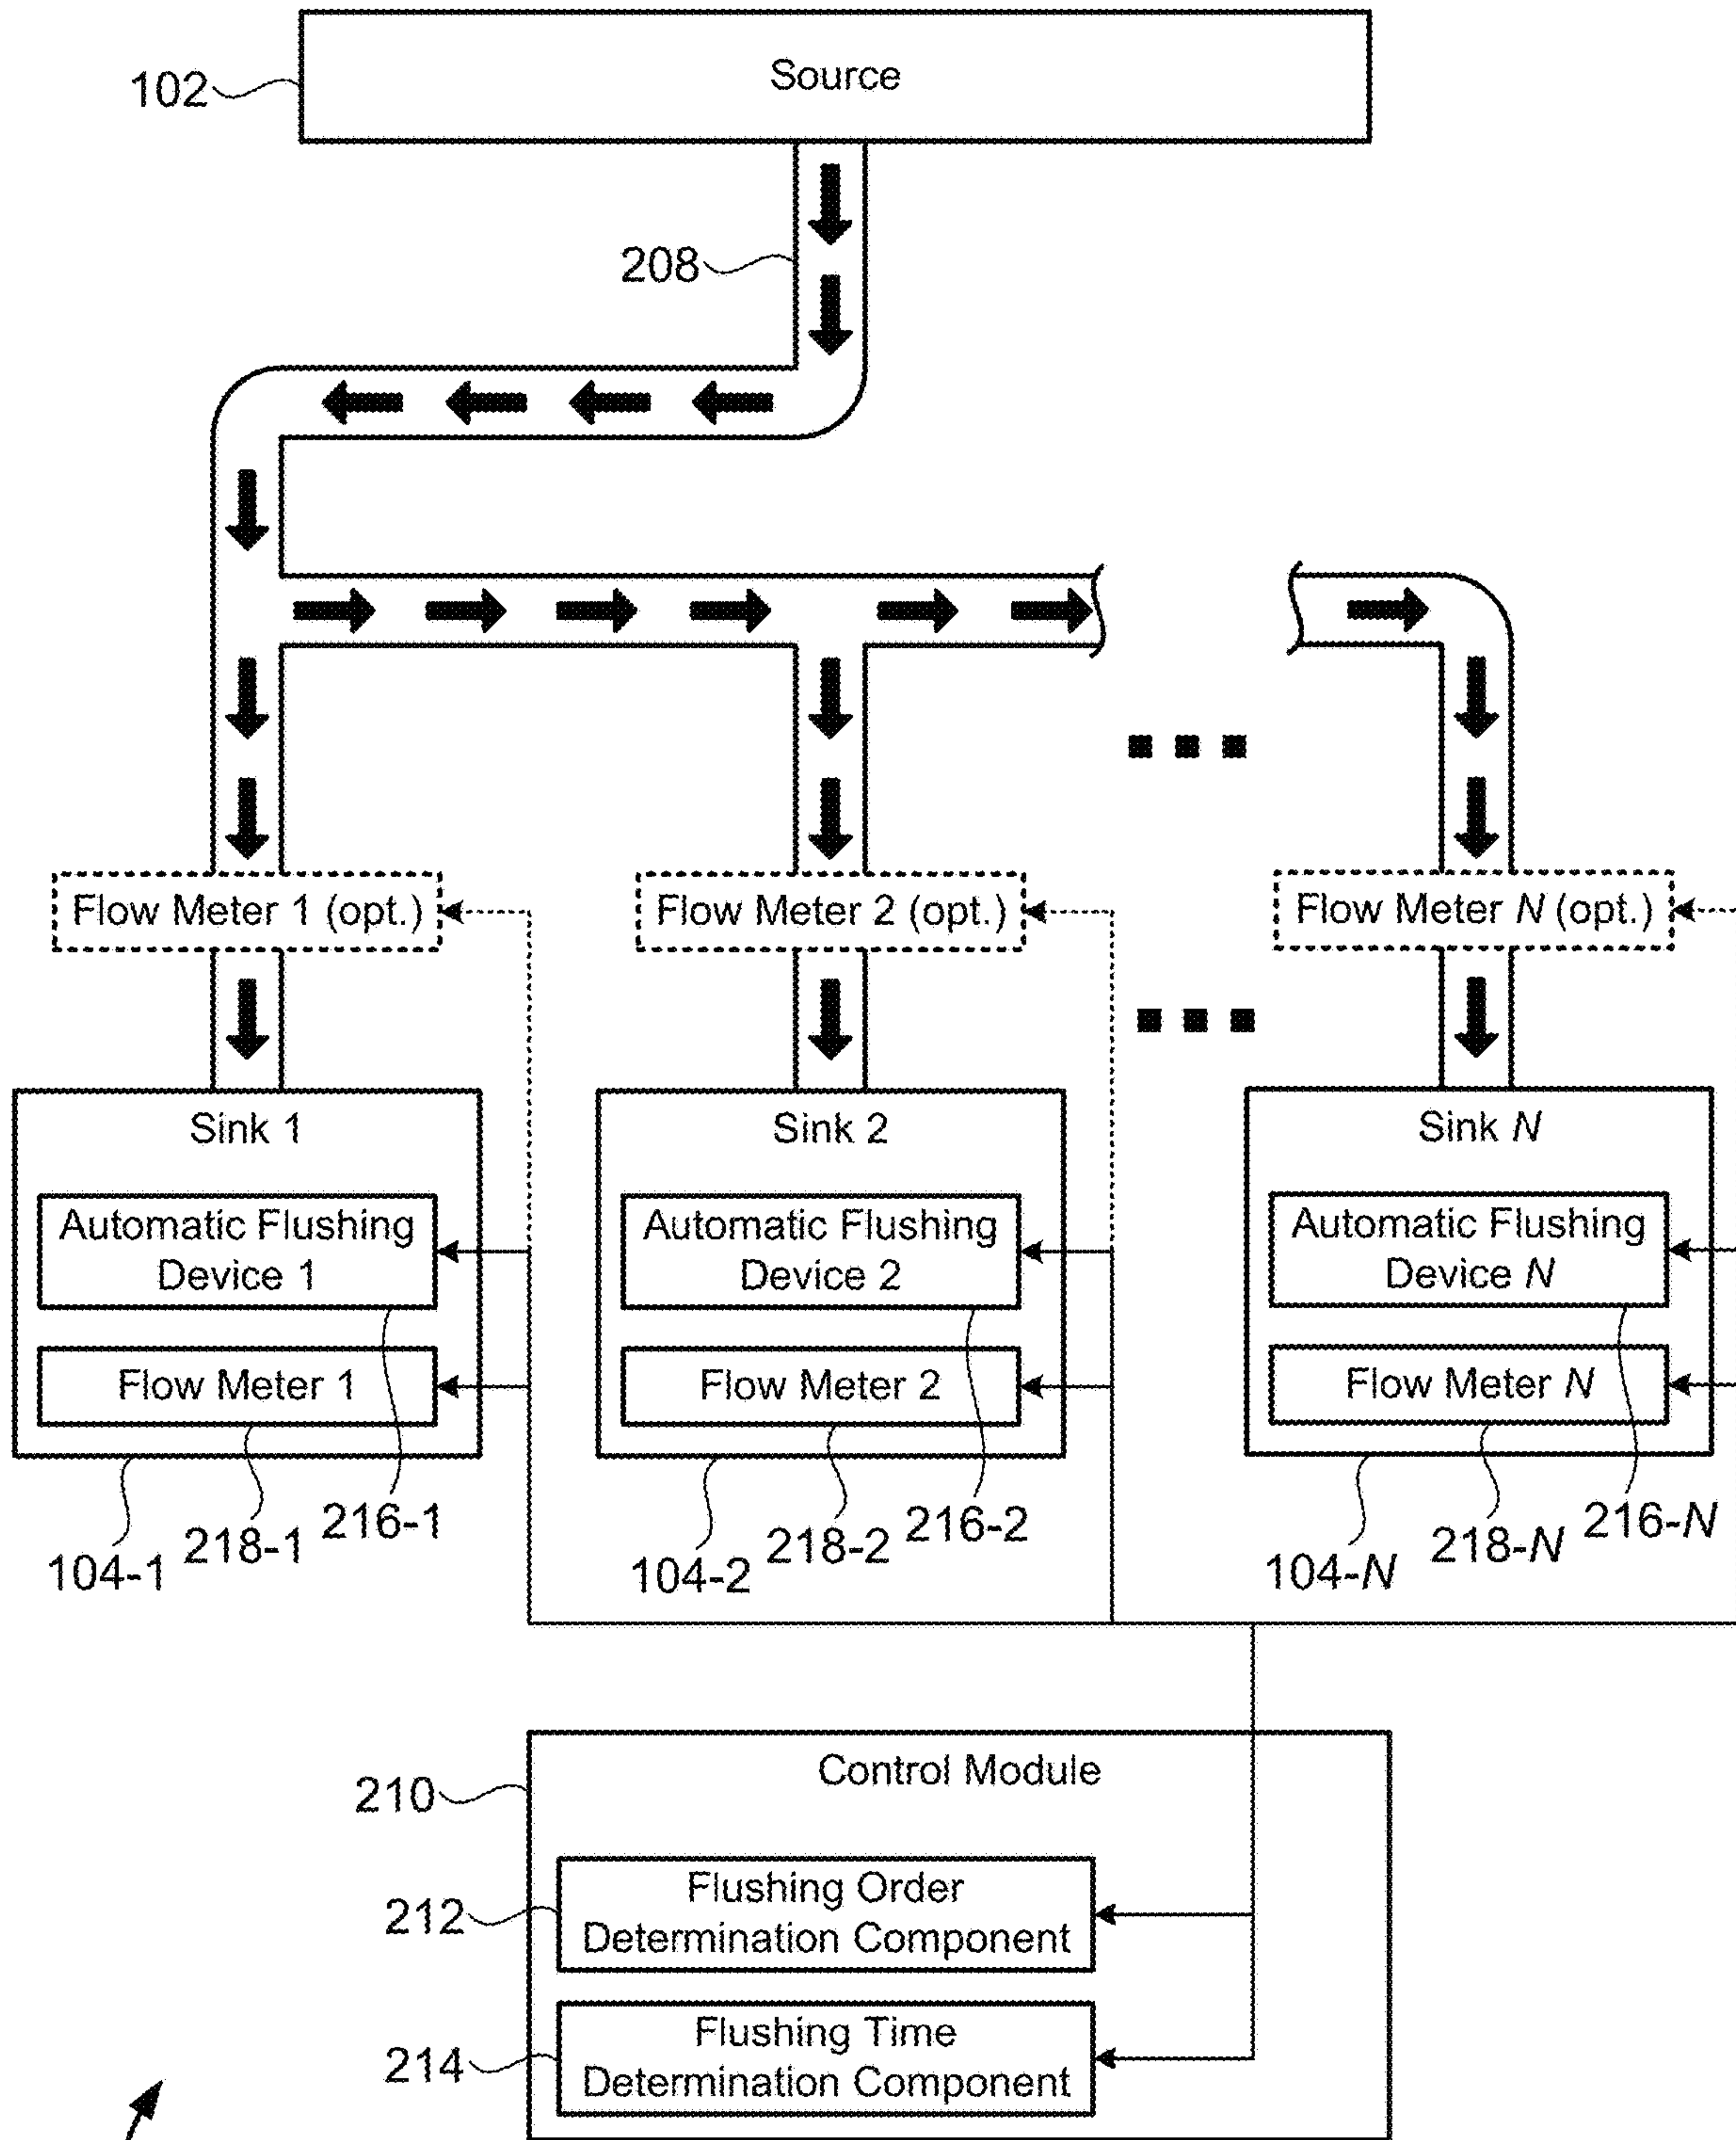 Source
102
208
Flow Meter 1 (opt.)
Flow Meter 2 (opt.)
Flow Meter N (opt.)
Sink 1
Automatic Flushing
Device 1
Flow Meter 1
Sink 2
Automatic Flushing
Device 2
Flow Meter 2
Sink N
Automatic Flushing
Device N
Flow Meter N
216-1
218-1
104-1
216-2
218-2
104-2
216-N
218-N
104-N
Control Module
210
Flushing Order
Determination Component
212
Flushing Time
Determination Component
214